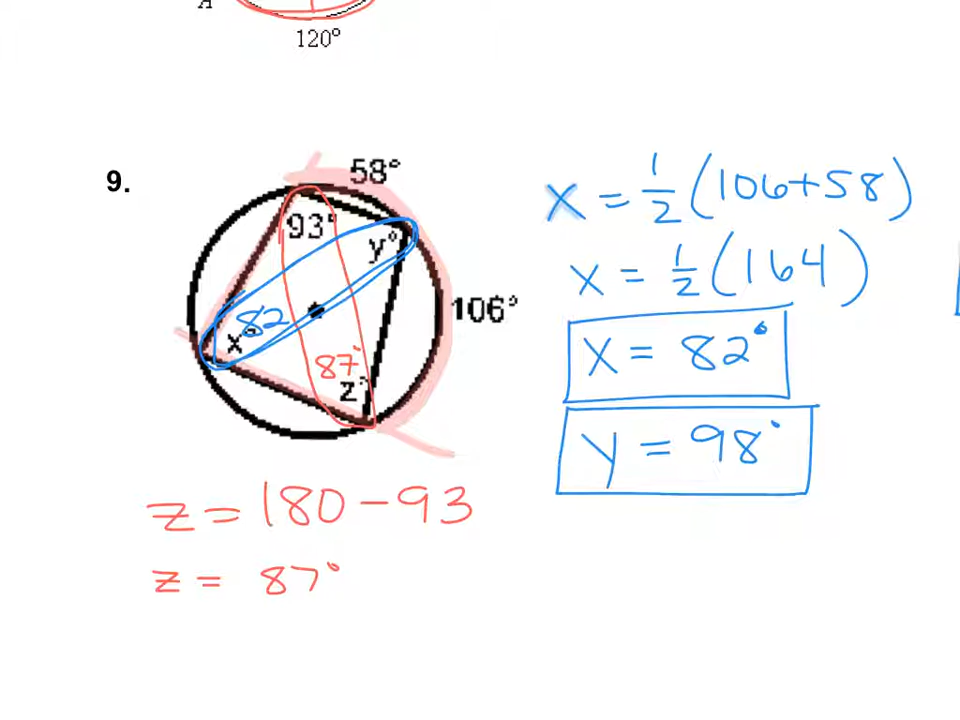 A
120°
9.
58°
93°
y°
106°
82
x°
87°
z°
x = 1/2 (106+58)
x = 1/2 (164)
x = 82°
y = 98°
z = 180 - 93
z = 87°